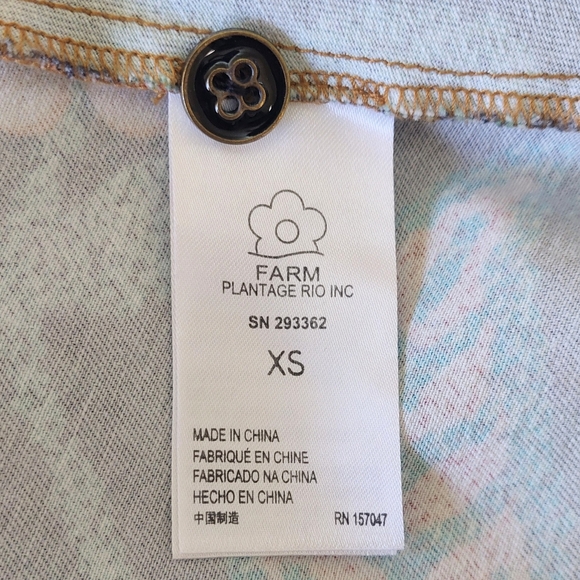 FARM
PLANTAGE RIO INC
SN 293362
XS
MADE IN CHINA
FABRIQUÉ EN CHINE
FABRICADO NA CHINA
HECHO EN CHINA
中国制造 RN 157047